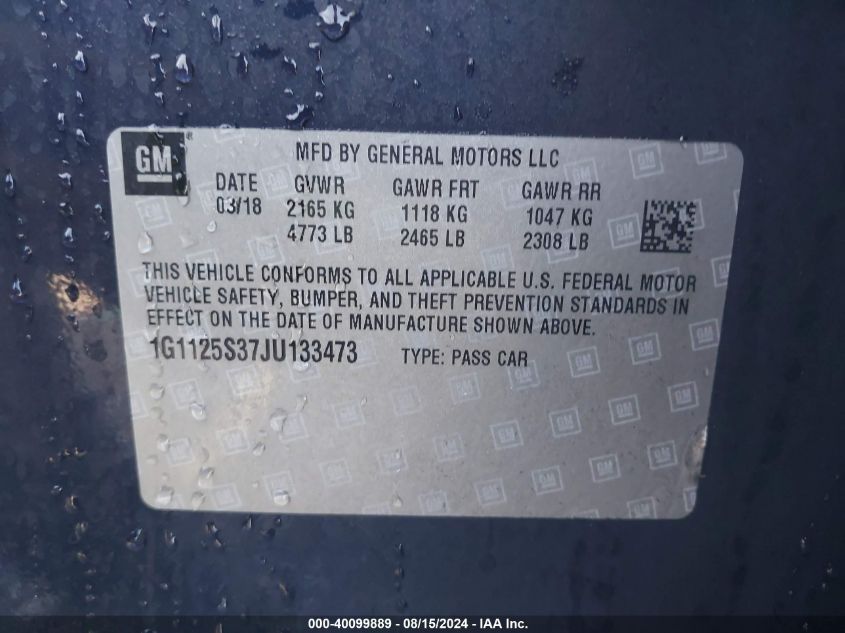 GM
MFD BY GENERAL MOTORS LLC
DATE GVWR GAWR FRT GAWR RR
03/18 2165 KG 1118 KG 1047 KG
4773 LB 2465 LB 2308 LB
THIS VEHICLE CONFORMS TO ALL APPLICABLE U.S. FEDERAL MOTOR
VEHICLE SAFETY, BUMPER, AND THEFT PREVENTION STANDARDS IN
EFFECT ON THE DATE OF MANUFACTURE SHOWN ABOVE.
1G1125S37JU133473 TYPE: PASS CAR
000-40099889 - 08/15/2024 - IAA Inc.